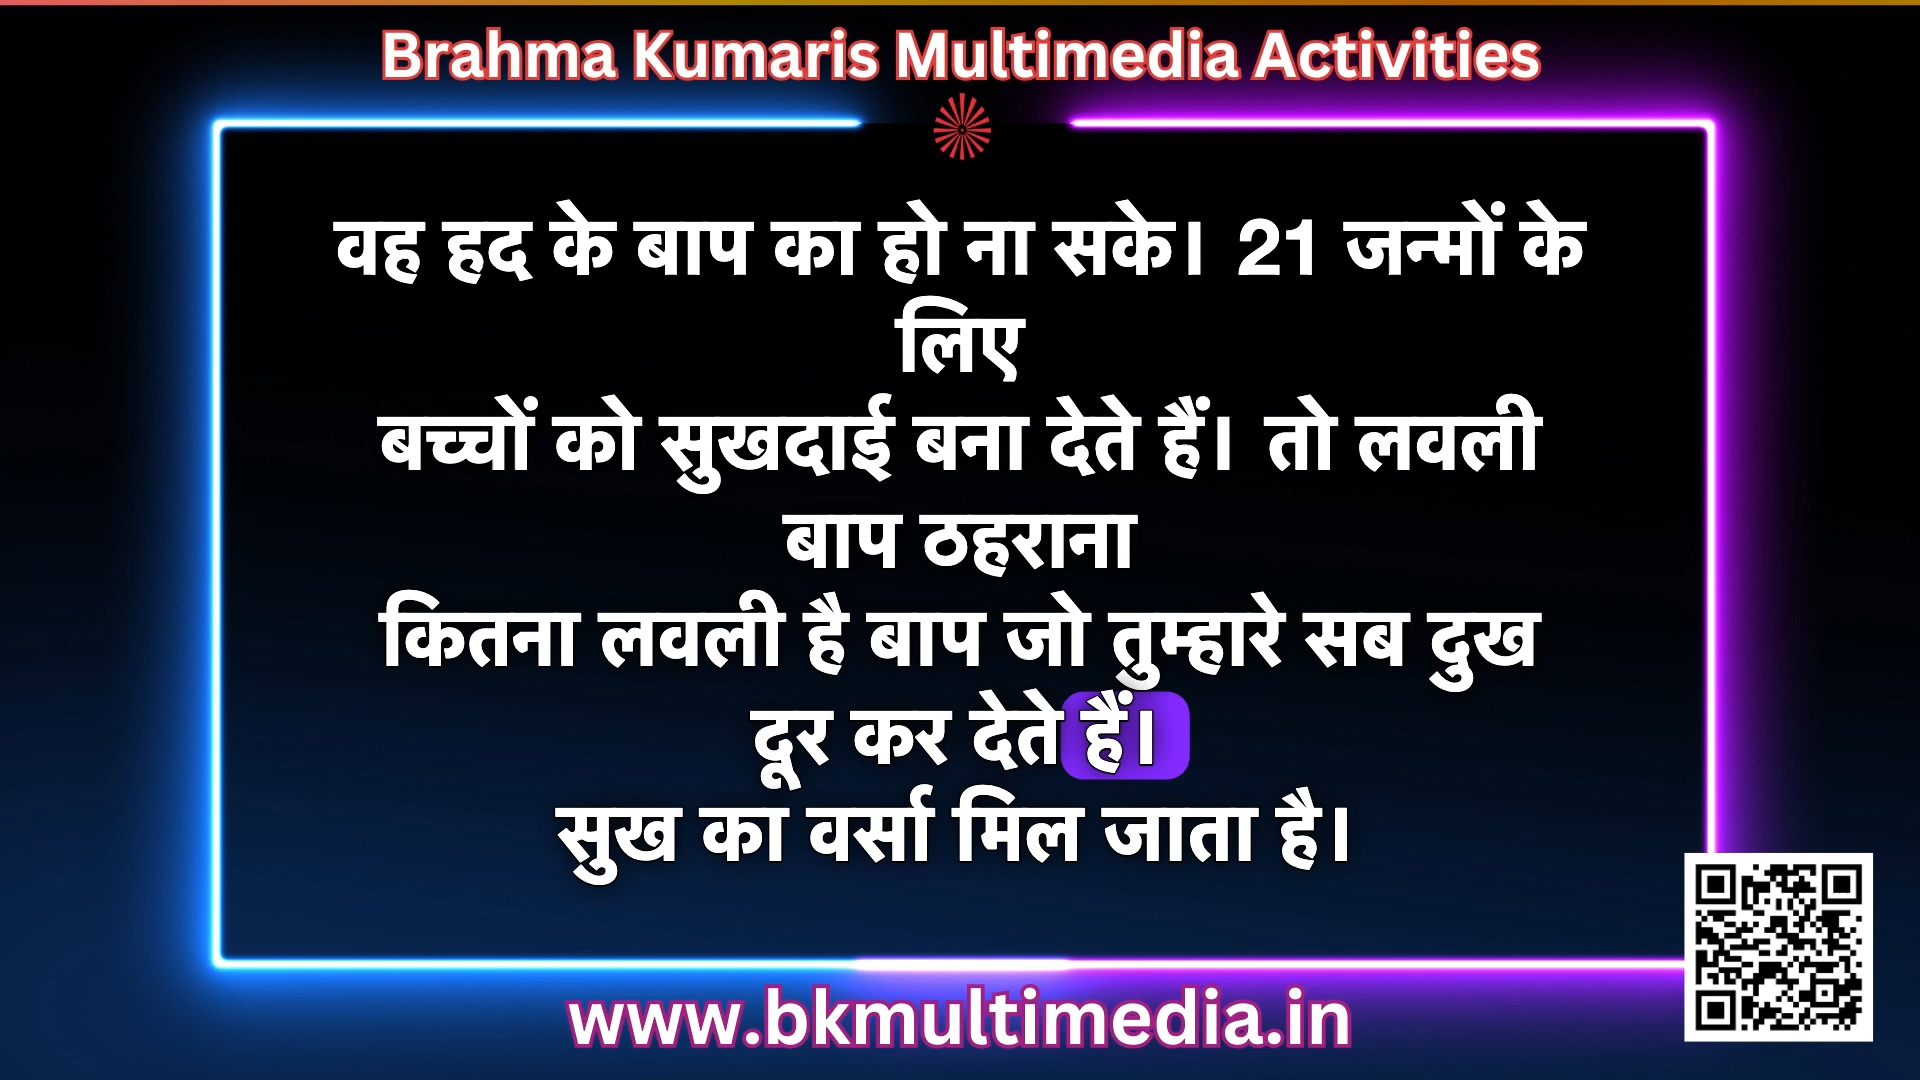 Brahma Kumaris Multimedia Activities
वह हद के बाप का हो ना सके। 21 जन्मों के
लिए
बच्चों को सुखदाई बना देते हैं। तो लवली
बाप ठहराना
कितना लवली है बाप जो तुम्हारे सब दुख
दूर कर देते हैं।
सुख का वर्सा मिल जाता है।
www.bkmultimedia.in